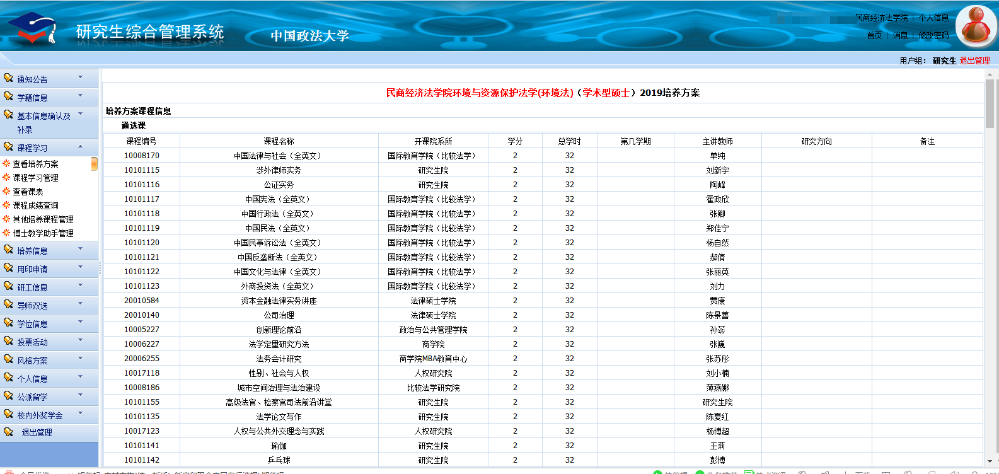 研究生综合管理系统 中国政法大学
民商经济法学院 | 个人信息
首页 | 消息 | 修改密码
用户组： 研究生 退出管理
通知公告
学籍信息
基本信息确认及
补录
课程学习
查看培养方案
课程学习管理
查看课表
课程成绩查询
其他培养课程管理
博士教学助手管理
培养信息
用印申请
研工信息
导师双选
学位信息
投票活动
风格方案
个人信息
公派留学
校内外奖学金
退出管理
民商经济法学院环境与资源保护法学(环境法)（学术型硕士）2019培养方案
培养方案课程信息
通选课
课程编号 课程名称 开课院系所 学分 总学时 第几学期 主讲教师 研究方向 备注
10008170 中国法律与社会（全英文） 国际教育学院（比较法学） 2 32 单纯
10101115 涉外律师实务 研究生院 2 32 刘新宇
10101116 公证实务 研究生院 2 32 陶峰
10101117 中国宪法（全英文） 国际教育学院（比较法学） 2 32 霍政欣
10101118 中国行政法（全英文） 国际教育学院（比较法学） 2 32 张卿
10101119 中国民法（全英文） 国际教育学院（比较法学） 2 32 郑佳宁
10101120 中国民事诉讼法（全英文） 国际教育学院（比较法学） 2 32 杨自然
10101121 中国反垄断法（全英文） 国际教育学院（比较法学） 2 32 郝倩
10101122 中国文化与法律（全英文） 国际教育学院（比较法学） 2 32 张丽英
10101123 外商投资法（全英文） 国际教育学院（比较法学） 2 32 刘力
20010584 资本金融法律实务讲座 法律硕士学院 2 32 贾康
20010140 公司治理 法律硕士学院 2 32 陈景善
10005227 创新理论前沿 政治与公共管理学院 2 32 孙蕊
10006227 法学定量研究方法 商学院 2 32 张巍
20006255 法务会计研究 商学院MBA教育中心 2 32 张苏彤
10017118 性别、社会与人权 人权研究院 2 32 刘小楠
10008186 城市空间治理与法治建设 比较法学研究院 2 32 薄燕娜
10101155 高级法官、检察官司法前沿讲堂 研究生院 2 32 研究生院
10101135 法学论文写作 研究生院 2 32 陈夏红
10017123 人权与公共外交理念与实践 人权研究院 2 32 杨博超
10101141 瑜伽 研究生院 2 32 王莉
10101142 乒乓球 研究生院 2 32 彭博